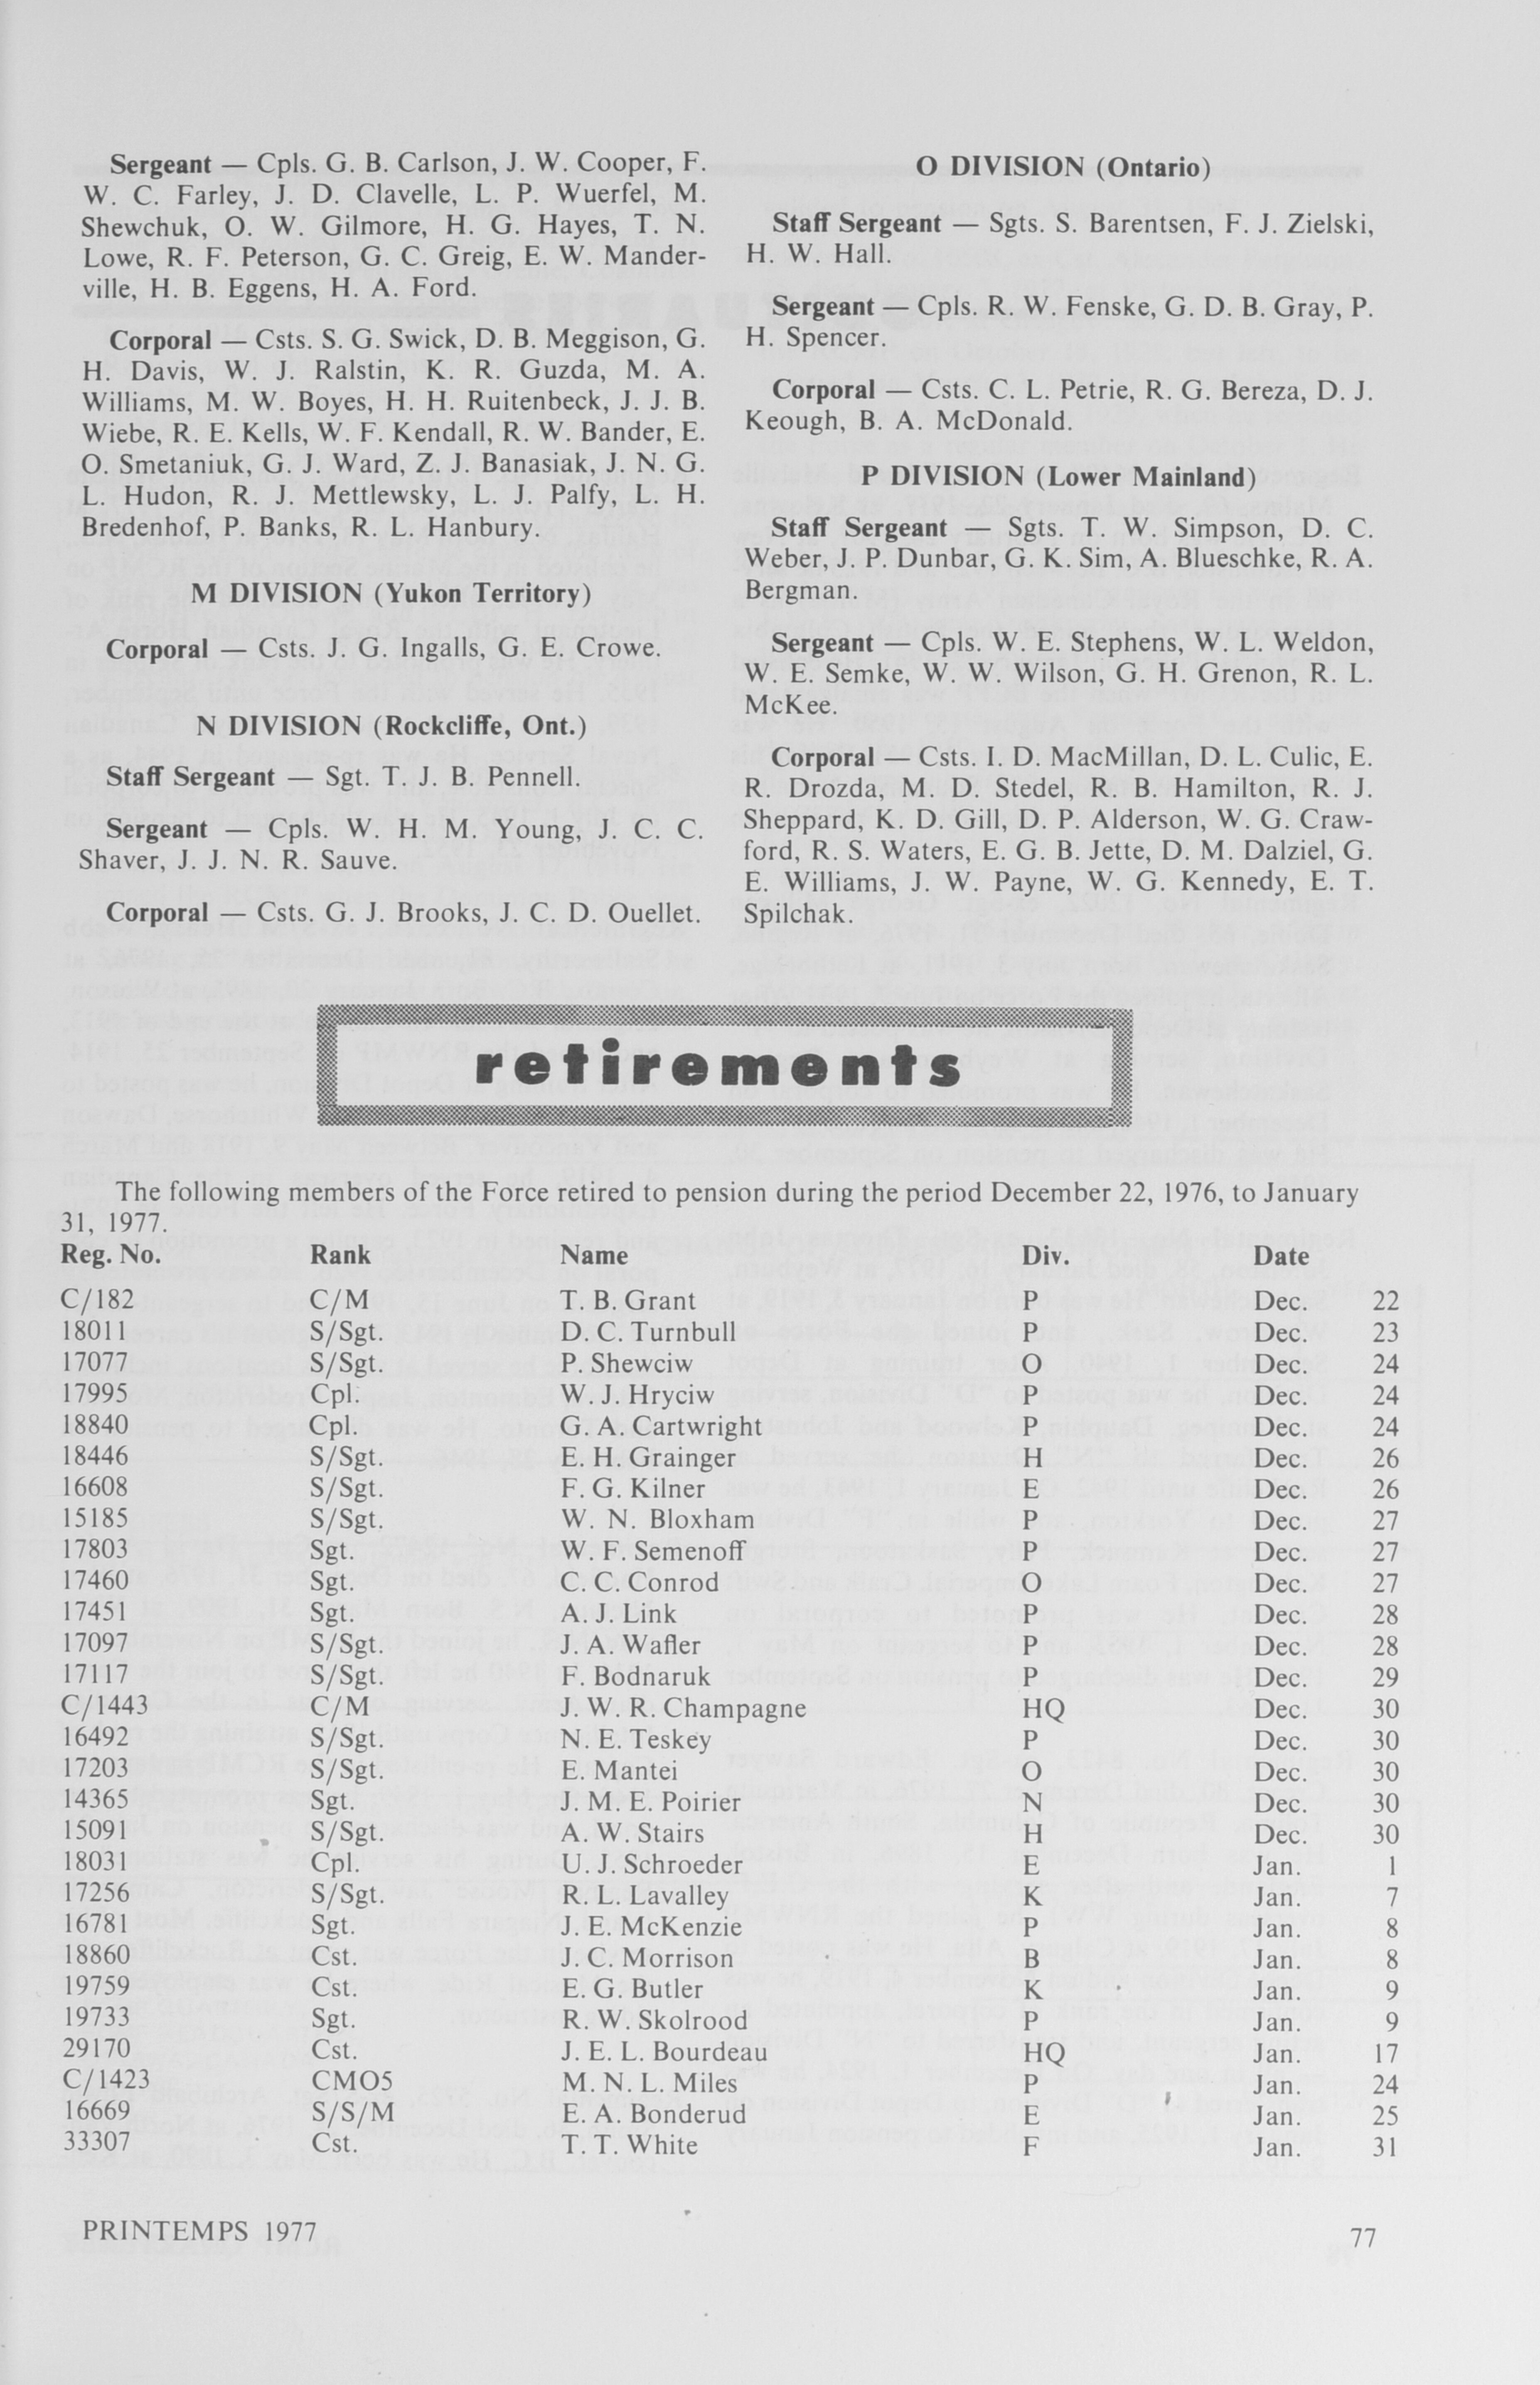 Sergeant — Cpls. G. B. Carlson, J. W. Cooper, F.
W. C. Farley, J. D. Clavelle, L. P. Wuerfel, M.
Shewchuk, O. W. Gilmore, H. G. Hayes, T. N.
Lowe, R. F. Peterson, G. C. Greig, E. W. Mander-
ville, H. B. Eggens, H. A. Ford.
Corporal — Csts. S. G. Swick, D. B. Meggison, G.
H. Davis, W. J. Ralstin, K. R. Guzda, M. A.
Williams, M. W. Boyes, H. H. Ruitenbeck, J. J. B.
Wiebe, R. E. Kells, W. F. Kendall, R. W. Bander, E.
O. Smetaniuk, G. J. Ward, Z. J. Banasiak, J. N. G.
L. Hudon, R. J. Mettlewsky, L. J. Palfy, L. H.
Bredenhof, P. Banks, R. L. Hanbury.
M DIVISION (Yukon Territory)
Corporal — Csts. J. G. Ingalls, G. E. Crowe.
N DIVISION (Rockcliffe, Ont.)
Staff Sergeant — Sgt. T. J. B. Pennell.
Sergeant — Cpls. W. H. M. Young, J. C. C.
Shaver, J. J. N. R. Sauve.
Corporal — Csts. G. J. Brooks, J. C. D. Ouellet.
O DIVISION (Ontario)
Staff Sergeant — Sgts. S. Barentsen, F. J. Zielski,
H. W. Hall.
Sergeant — Cpls. R. W. Fenske, G. D. B. Gray, P.
H. Spencer.
Corporal — Csts. C. L. Petrie, R. G. Bereza, D. J.
Keough, B. A. McDonald.
P DIVISION (Lower Mainland)
Staff Sergeant — Sgts. T. W. Simpson, D. C.
Weber, J. P. Dunbar, G. K. Sim, A. Blueschke, R. A.
Bergman.
Sergeant — Cpls. W. E. Stephens, W. L. Weldon,
W. E. Semke, W. W. Wilson, G. H. Grenon, R. L.
McKee.
Corporal — Csts. I. D. MacMillan, D. L. Culic, E.
R. Drozda, M. D. Stedel, R. B. Hamilton, R. J.
Sheppard, K. D. Gill, D. P. Alderson, W. G. Craw-
ford, R. S. Waters, E. G. B. Jette, D. M. Dalziel, G.
E. Williams, J. W. Payne, W. G. Kennedy, E. T.
Spilchak.
retirements
The following members of the Force retired to pension during the period December 22, 1976, to January
31, 1977.
Reg. No. Rank Name Div. Date
C/182 C/M T. B. Grant P Dec. 22
18011 S/Sgt. D. C. Turnbull P Dec. 23
17077 S/Sgt. P. Shewciw O Dec. 24
17995 Cpl. W. J. Hryciw P Dec. 24
18840 Cpl. G. A. Cartwright P Dec. 24
18446 S/Sgt. E. H. Grainger H Dec. 26
16608 S/Sgt. F. G. Kilner E Dec. 26
15185 S/Sgt. W. N. Bloxham P Dec. 27
17803 Sgt. W. F. Semenoff P Dec. 27
17460 Sgt. C. C. Conrod O Dec. 27
17451 Sgt. A. J. Link P Dec. 28
17097 S/Sgt. J. A. Wafler P Dec. 28
17117 S/Sgt. F. Bodnaruk P Dec. 29
C/1443 C/M J. W. R. Champagne HQ Dec. 30
16492 S/Sgt. N. E. Teskey P Dec. 30
17203 S/Sgt. E. Mantei O Dec. 30
14365 Sgt. J. M. E. Poirier N Dec. 30
15091 S/Sgt. A. W. Stairs H Dec. 30
18031 Cpl. U. J. Schroeder E Jan. 1
17256 S/Sgt. R. L. Lavalley K Jan. 7
16781 Sgt. J. E. McKenzie P Jan. 8
18860 Cst. J. C. Morrison B Jan. 8
19759 Cst. E. G. Butler K Jan. 9
19733 Sgt. R. W. Skolrood P Jan. 9
29170 Cst. J. E. L. Bourdeau HQ Jan. 17
C/1423 CMO5 M. N. L. Miles P Jan. 24
16669 S/S/M E. A. Bonderud E Jan. 25
33307 Cst. T. T. White F Jan. 31
PRINTEMPS 1977
77